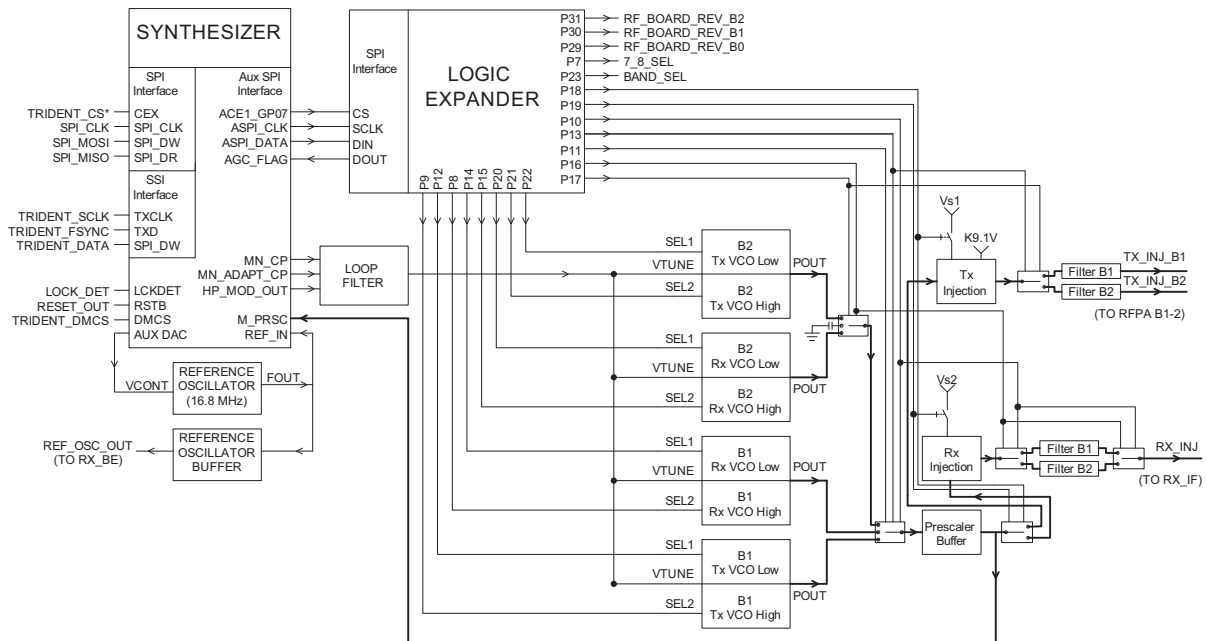 SYNTHESIZER
SPI
Interface
Aux SPI
Interface
TRIDENT_CS*
CEX
ACE1_GP07
SPI_CLK
SPI_CLK
ASPI_CLK
SPI_MOSI
SPI_DW
ASPI_DATA
SPI_MISO
SPI_DR
AGC_FLAG
SSI
Interface
TRIDENT_SCLK
TXCLK
TRIDENT_FSYNC
TXD
TRIDENT_DATA
SPI_DW
MN_CP
MN_ADAPT_CP
HP_MOD_OUT
LOCK_DET
LCKDET
RESET_OUT
RSTB
M_PRSC
TRIDENT_DMCS
DMCS
REF_IN
AUX DAC
LOOP
FILTER
VCONT
REFERENCE
OSCILLATOR
(16.8 MHz)
FOUT
REF_OSC_OUT
(TO RX_BE)
REFERENCE
OSCILLATOR
BUFFER
SPI
Interface
CS
SCLK
DIN
DOUT
LOGIC
EXPANDER
P9
P12
P8
P14
P15
P20
P21
P22
P31
RF_BOARD_REV_B2
P30
RF_BOARD_REV_B1
P29
RF_BOARD_REV_B0
P7
7_8_SEL
P23
BAND_SEL
P18
P19
P10
P13
P11
P16
P17
SEL1
VTUNE
SEL2
B2
Tx VCO Low
B2
Tx VCO High
POUT
SEL1
VTUNE
SEL2
B2
Rx VCO Low
B2
Rx VCO High
POUT
SEL1
VTUNE
SEL2
B1
Rx VCO Low
B1
Rx VCO High
POUT
SEL1
VTUNE
SEL2
B1
Tx VCO Low
B1
Tx VCO High
POUT
Vs1
K9.1V
Tx
Injection
Filter B1
Filter B2
TX_INJ_B1
TX_INJ_B2
(TO RFPA B1-2)
Vs2
Rx
Injection
Filter B1
Filter B2
RX_INJ
(TO RX_IF)
Prescaler
Buffer